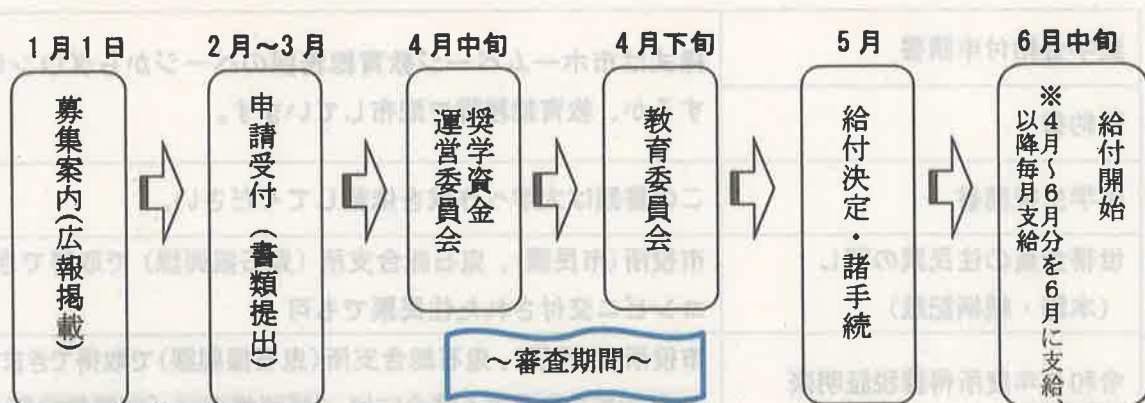 1月1日
募集案内(広報掲載)
2月～3月
申請受付(書類提出)
4月中旬
奨学資金
運営委員会
4月下旬
教育委員会
～審査期間～
5月
給付決定・諸手続
6月中旬
給付開始
※4月～6月分を6月に支給、
以降毎月支給